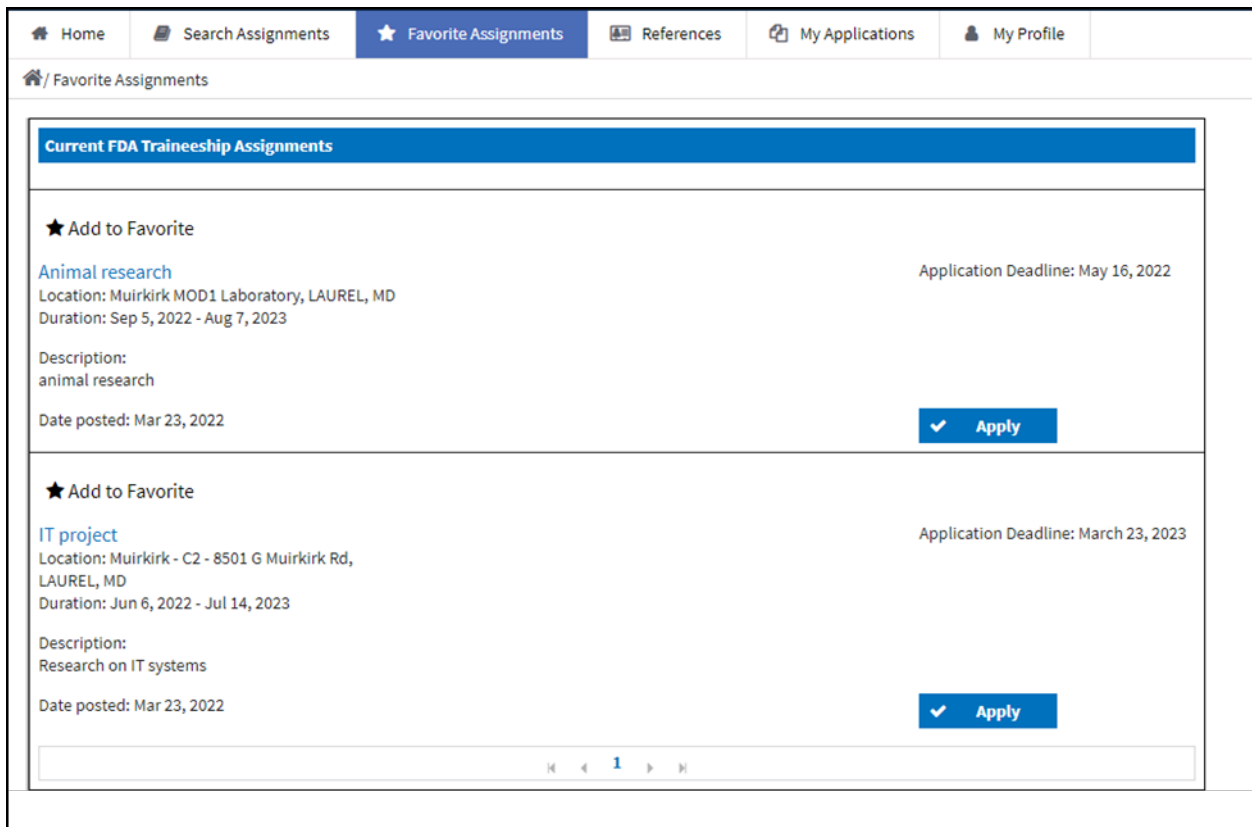 Home Search Assignments Favorite Assignments References My Applications My Profile
/ Favorite Assignments
Current FDA Traineeship Assignments
Add to Favorite
Animal research Application Deadline: May 16, 2022
Location: Muirkirk MOD1 Laboratory, LAUREL, MD
Duration: Sep 5, 2022 - Aug 7, 2023
Description:
animal research
Date posted: Mar 23, 2022 Apply
Add to Favorite
IT project Application Deadline: March 23, 2023
Location: Muirkirk - C2 - 8501 G Muirkirk Rd,
LAUREL, MD
Duration: Jun 6, 2022 - Jul 14, 2023
Description:
Research on IT systems
Date posted: Mar 23, 2022 Apply
1